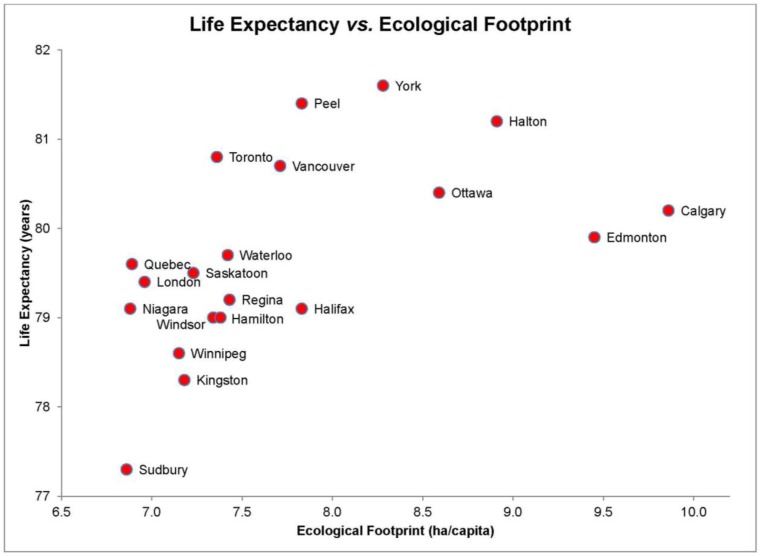 Life Expectancy vs. Ecological Footprint
82
York
Peel
Halton
81
Toronto
Vancouver
Ottawa
Calgary
80
Edmonton
Life Expectancy (years)
Waterloo
Quebec
Saskatoon
London
Regina
Niagara
Halifax
79
Windsor
Hamilton
Winnipeg
Kingston
78
Sudbury
77
6.5 7.0 7.5 8.0 8.5 9.0 9.5 10.0
Ecological Footprint (ha/capita)